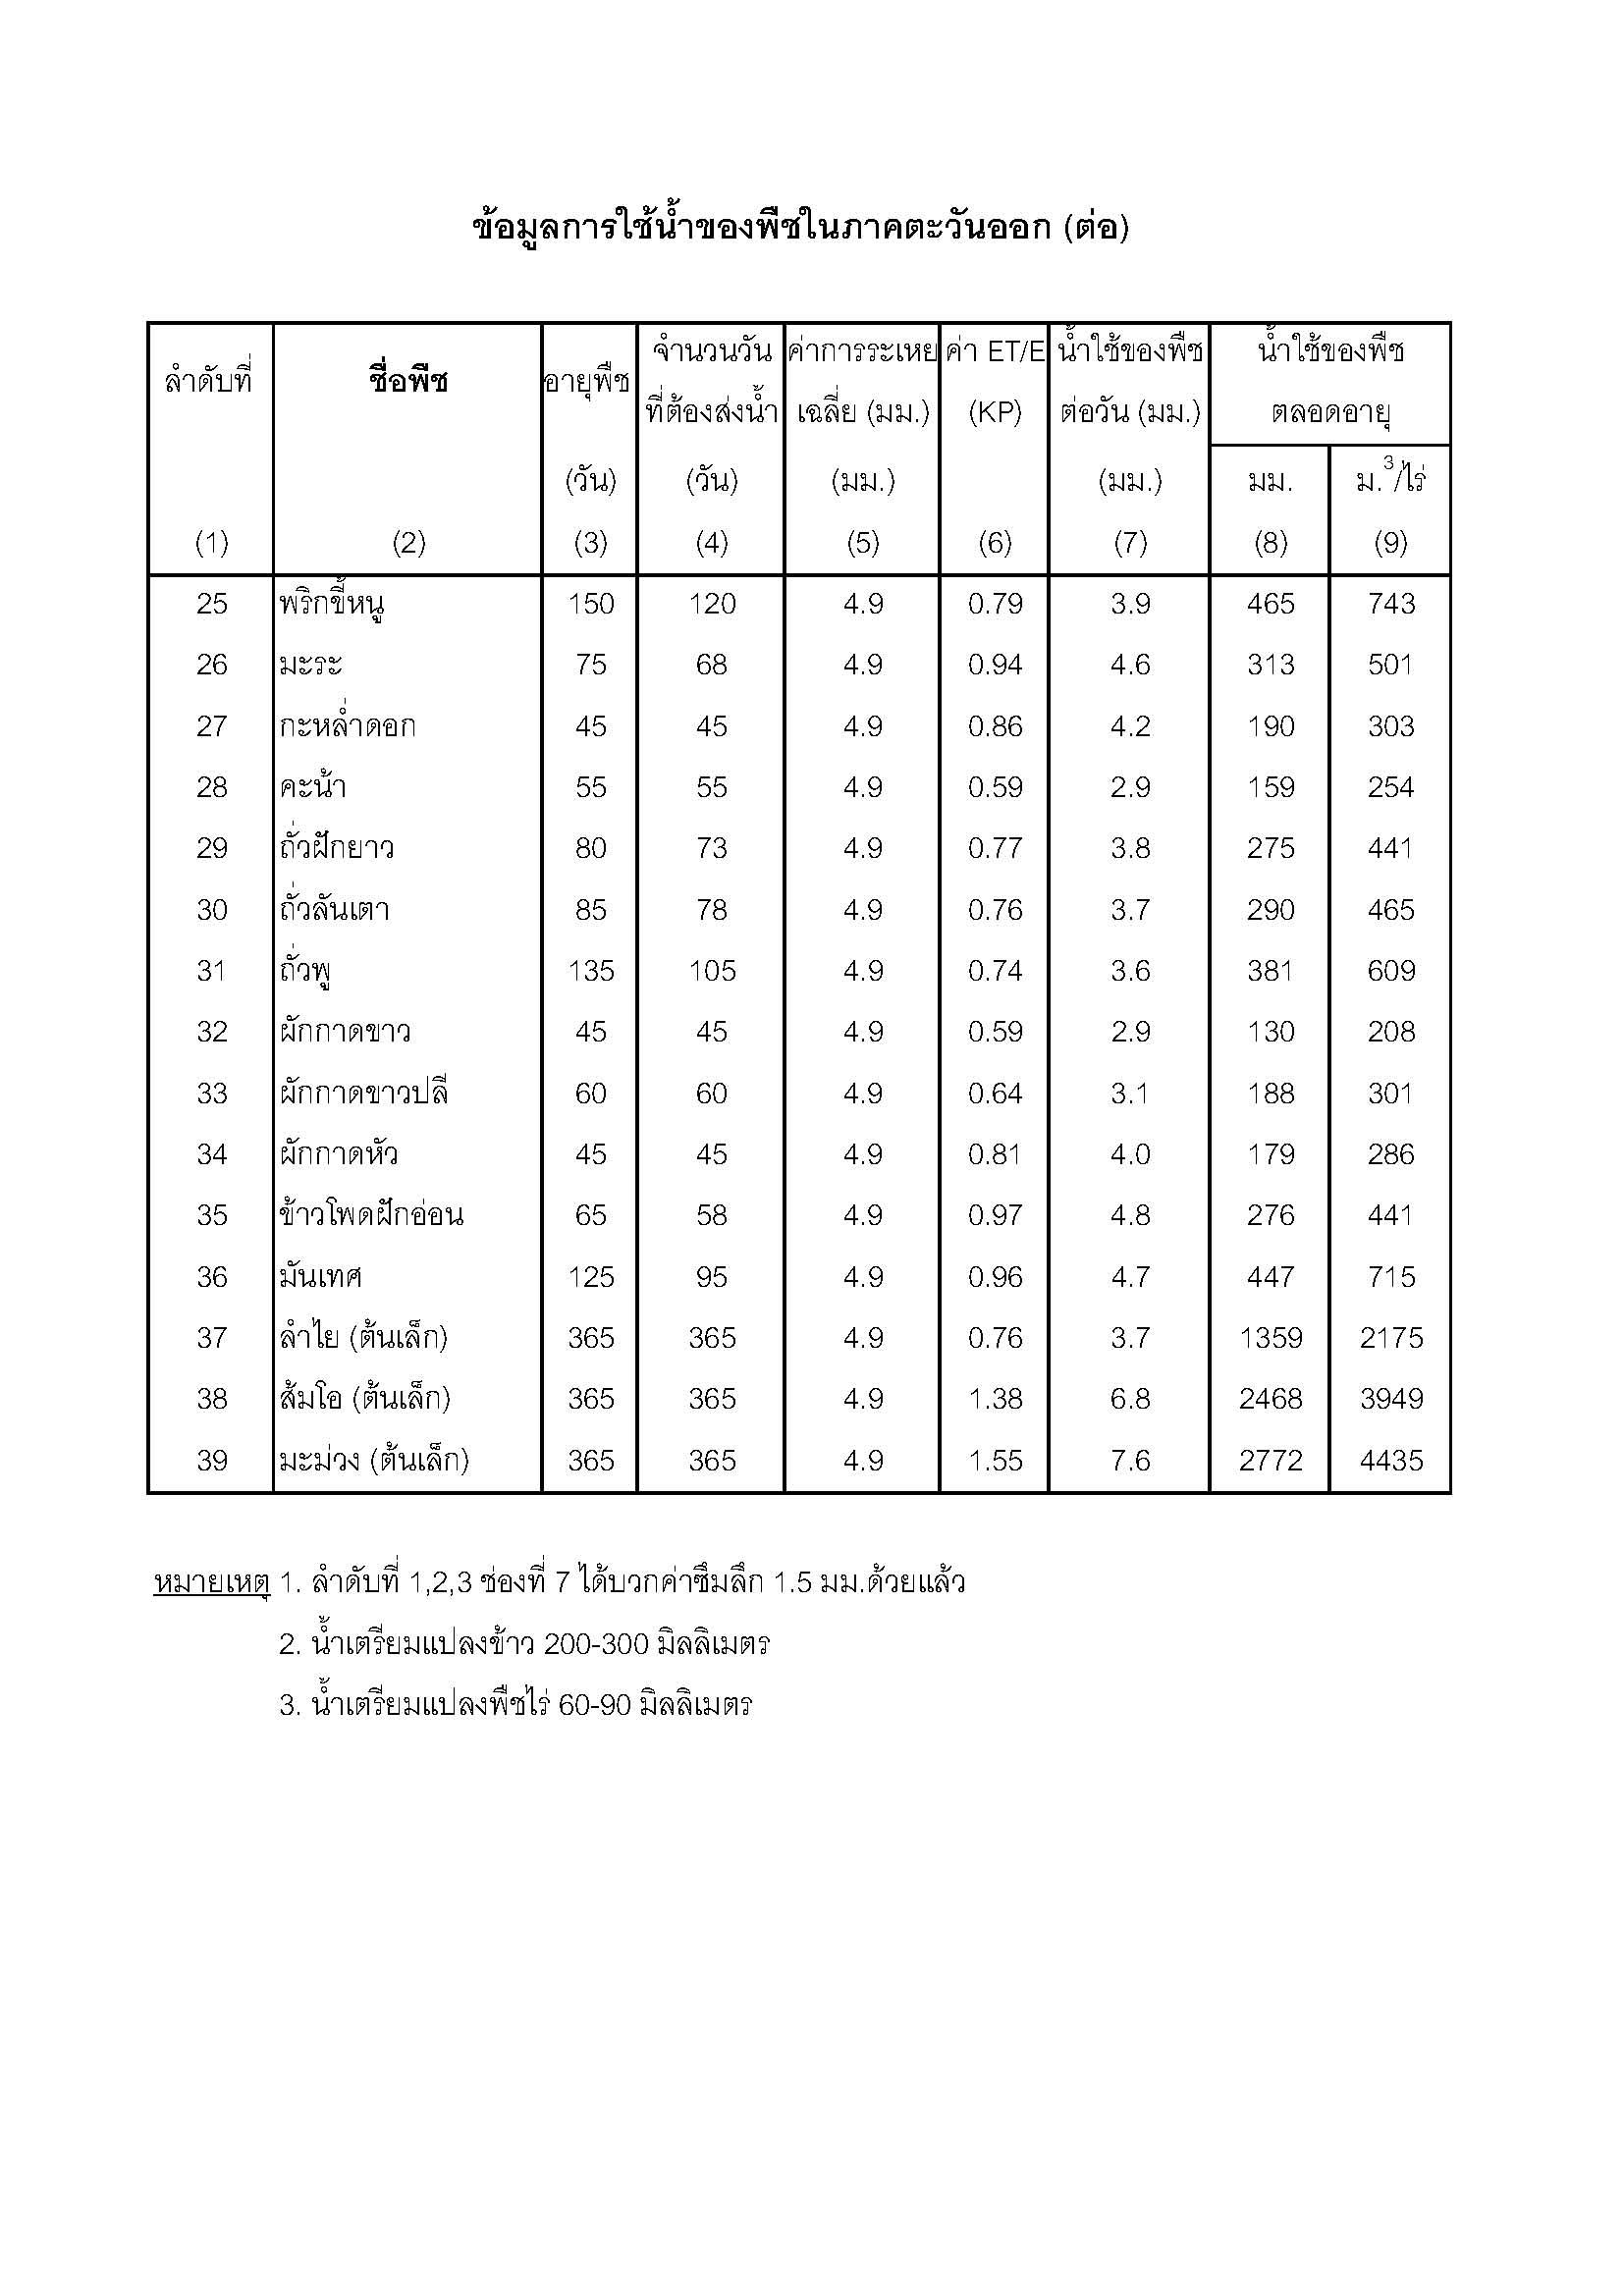 ข้อมูลการใช้น้ำของพืชในภาคตะวันออก (ต่อ)
ลำดับที่ ชื่อพืช อายุพืช จำนวนวัน ค่าการระเหย ค่า ET/E น้ำใช้ของพืช น้ำใช้ของพืช
ที่ต้องส่งน้ำ เฉลี่ย (มม.) (KP) ต่อวัน (มม.) ตลอดอายุ
(วัน) (วัน) (มม.) (มม.) มม. ม.³/ไร่
(1) (2) (3) (4) (5) (6) (7) (8) (9)
25 พริกขี้หนู 150 120 4.9 0.79 3.9 465 743
26 มะระ 75 68 4.9 0.94 4.6 313 501
27 กะหล่ำดอก 45 45 4.9 0.86 4.2 190 303
28 คะน้า 55 55 4.9 0.59 2.9 159 254
29 ถั่วฝักยาว 80 73 4.9 0.77 3.8 275 441
30 ถั่วลันเตา 85 78 4.9 0.76 3.7 290 465
31 ถั่วพู 135 105 4.9 0.74 3.6 381 609
32 ผักกาดขาว 45 45 4.9 0.59 2.9 130 208
33 ผักกาดขาวปลี 60 60 4.9 0.64 3.1 188 301
34 ผักกาดหัว 45 45 4.9 0.81 4.0 179 286
35 ข้าวโพดฝักอ่อน 65 58 4.9 0.97 4.8 276 441
36 มันเทศ 125 95 4.9 0.96 4.7 447 715
37 ลำไย (ต้นเล็ก) 365 365 4.9 0.76 3.7 1359 2175
38 ส้มโอ (ต้นเล็ก) 365 365 4.9 1.38 6.8 2468 3949
39 มะม่วง (ต้นเล็ก) 365 365 4.9 1.55 7.6 2772 4435
หมายเหตุ 1. ลำดับที่ 1,2,3 ช่องที่ 7 ได้บวกค่าซึมลึก 1.5 มม.ด้วยแล้ว
2. น้ำเตรียมแปลงข้าว 200-300 มิลลิเมตร
3. น้ำเตรียมแปลงพืชไร่ 60-90 มิลลิเมตร